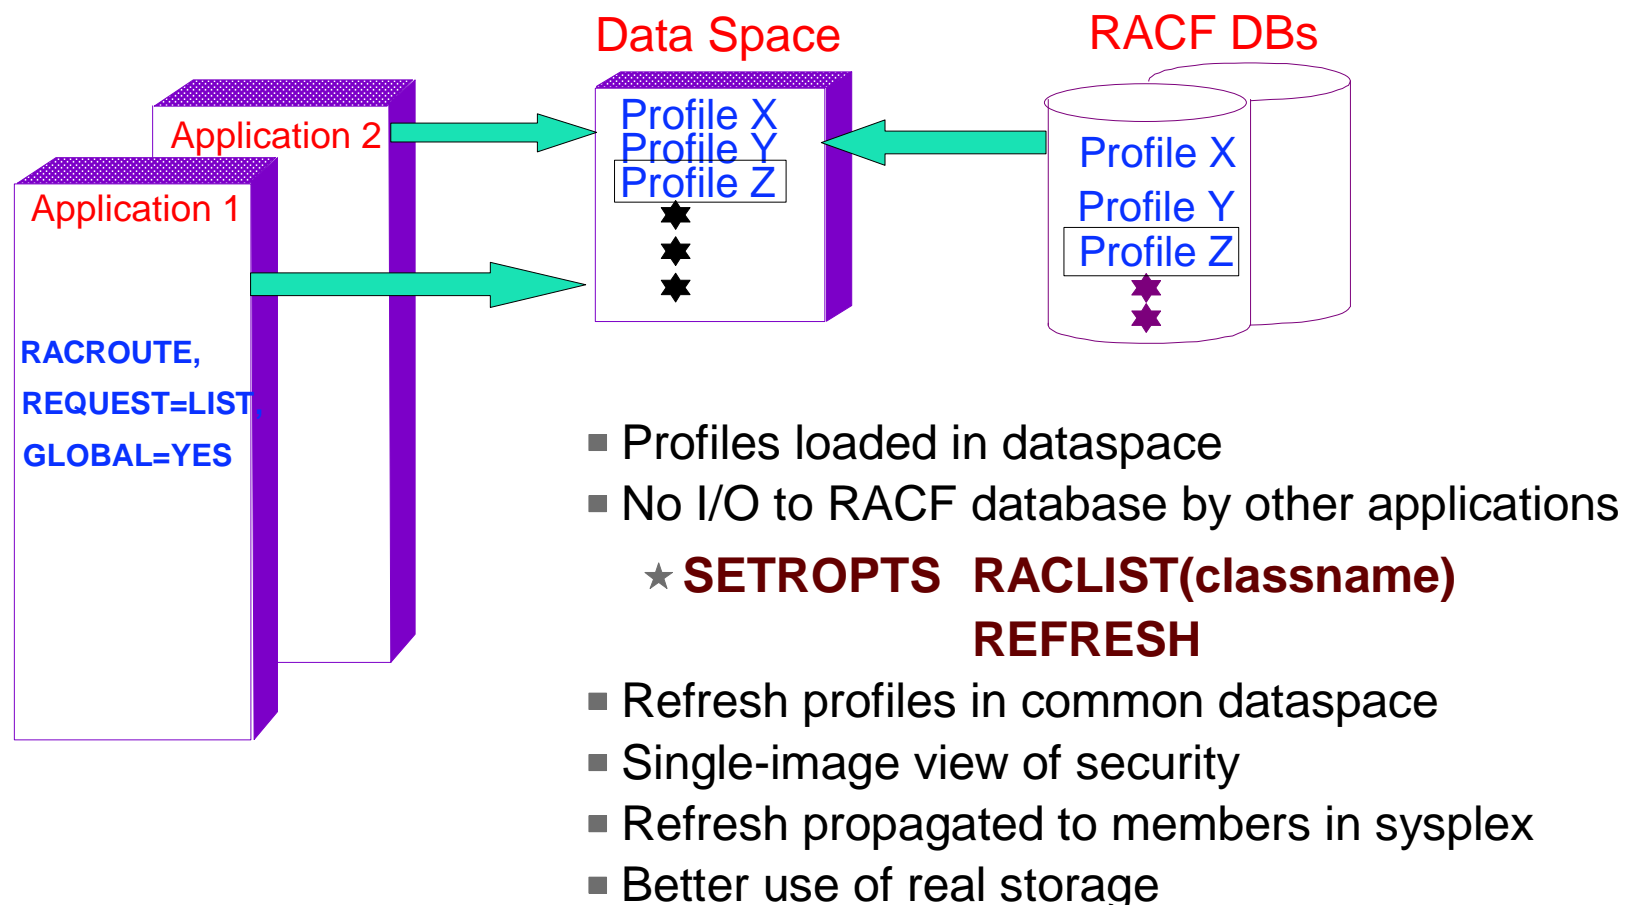 Data Space
RACF DBs
Application 2
Application 1
RACROUTE,
REQUEST=LIST,
GLOBAL=YES
Profile X
Profile Y
Profile Z
Profile X
Profile Y
Profile Z
Profiles loaded in dataspace
No I/O to RACF database by other applications
SETROPTS RACLIST(classname)
REFRESH
Refresh profiles in common dataspace
Single-image view of security
Refresh propagated to members in sysplex
Better use of real storage